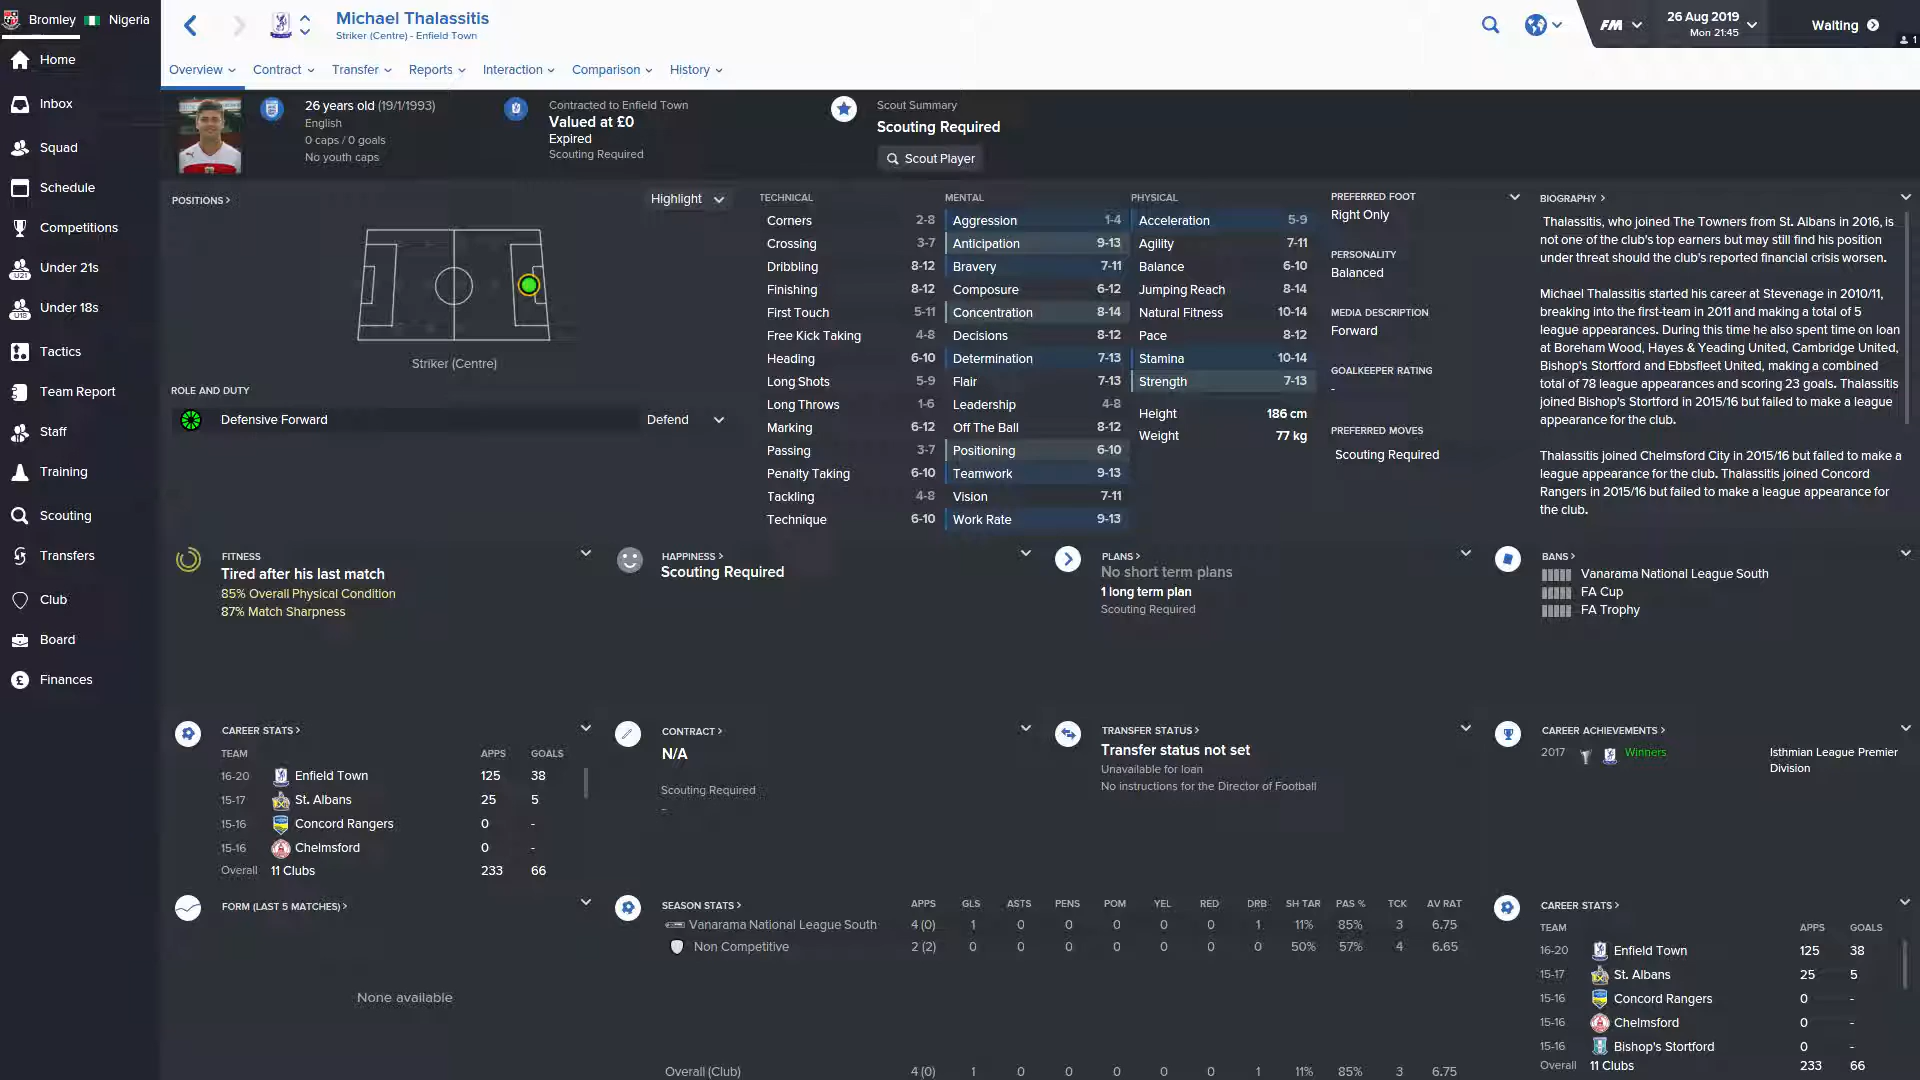 Bromley Nigeria
Home
Inbox
Squad
Schedule
Competitions
U21 Under 21s
U18 Under 18s
Tactics
Team Report
Staff
Training
Scouting
Transfers
Club
Board
£ Finances
Michael Thalassitis
Striker (Centre) - Enfield Town
FM
26 Aug 2019
Mon 21:45
Waiting
1
Overview Contract Transfer Reports Interaction Comparison History
26 years old (19/1/1993)
English
0 caps / 0 goals
No youth caps
Contracted to Enfield Town
Valued at £0
Expired
Scouting Required
Scout Summary
Scouting Required
Scout Player
POSITIONS >
Highlight
Striker (Centre)
ROLE AND DUTY
Defensive Forward Defend
TECHNICAL
Corners 2-8
Crossing 3-7
Dribbling 8-12
Finishing 8-12
First Touch 5-11
Free Kick Taking 4-8
Heading 6-10
Long Shots 5-9
Long Throws 1-6
Marking 6-12
Passing 3-7
Penalty Taking 6-10
Tackling 4-8
Technique 6-10
MENTAL
Aggression 1-4
Anticipation 9-13
Bravery 7-11
Composure 6-12
Concentration 8-14
Decisions 8-12
Determination 7-13
Flair 7-13
Leadership 4-8
Off The Ball 8-12
Positioning 6-10
Teamwork 9-13
Vision 7-11
Work Rate 9-13
PHYSICAL
Acceleration 5-9
Agility 7-11
Balance 6-10
Jumping Reach 8-14
Natural Fitness 10-14
Pace 8-12
Stamina 10-14
Strength 7-13
Height 186 cm
Weight 77 kg
PREFERRED FOOT
Right Only
PERSONALITY
Balanced
MEDIA DESCRIPTION
Forward
GOALKEEPER RATING
-
PREFERRED MOVES
Scouting Required
BIOGRAPHY >
Thalassitis, who joined The Towners from St. Albans in 2016, is
not one of the club's top earners but may still find his position
under threat should the club's reported financial crisis worsen.
Michael Thalassitis started his career at Stevenage in 2010/11,
breaking into the first-team in 2011 and making a total of 5
league appearances. During this time he also spent time on loan
at Boreham Wood, Hayes & Yeading United, Cambridge United,
Bishop's Stortford and Ebbsfleet United, making a combined
total of 78 league appearances and scoring 23 goals. Thalassitis
joined Bishop's Stortford in 2015/16 but failed to make a league
appearance for the club.
Thalassitis joined Chelmsford City in 2015/16 but failed to make a
league appearance for the club. Thalassitis joined Concord
Rangers in 2015/16 but failed to make a league appearance for
the club.
FITNESS
Tired after his last match
85% Overall Physical Condition
87% Match Sharpness
HAPPINESS >
Scouting Required
PLANS >
No short term plans
1 long term plan
Scouting Required
BANS >
Vanarama National League South
FA Cup
FA Trophy
CAREER STATS >
TEAM APPS GOALS
16-20 Enfield Town 125 38
15-17 St. Albans 25 5
15-16 Concord Rangers 0 -
15-16 Chelmsford 0 -
Overall 11 Clubs 233 66
CONTRACT >
N/A
Scouting Required
-
TRANSFER STATUS >
Transfer status not set
Unavailable for loan
No instructions for the Director of Football
CAREER ACHIEVEMENTS >
2017 Winners Isthmian League Premier
Division
FORM (LAST 5 MATCHES) >
None available
SEASON STATS > APPS GLS ASTS PENS POM YEL RED DRB SH TAR PAS % TCK AV RAT
Vanarama National League South 4 (0) 1 0 0 0 0 0 1 11% 85% 3 6.75
Non Competitive 2 (2) 0 0 0 0 0 0 0 50% 57% 4 6.65
Overall (Club) 4 (0) 1 0 0 0 0 0 1 11% 85% 3 6.75
CAREER STATS >
TEAM APPS GOALS
16-20 Enfield Town 125 38
15-17 St. Albans 25 5
15-16 Concord Rangers 0 -
15-16 Chelmsford 0 -
15-16 Bishop's Stortford 0 -
Overall 11 Clubs 233 66